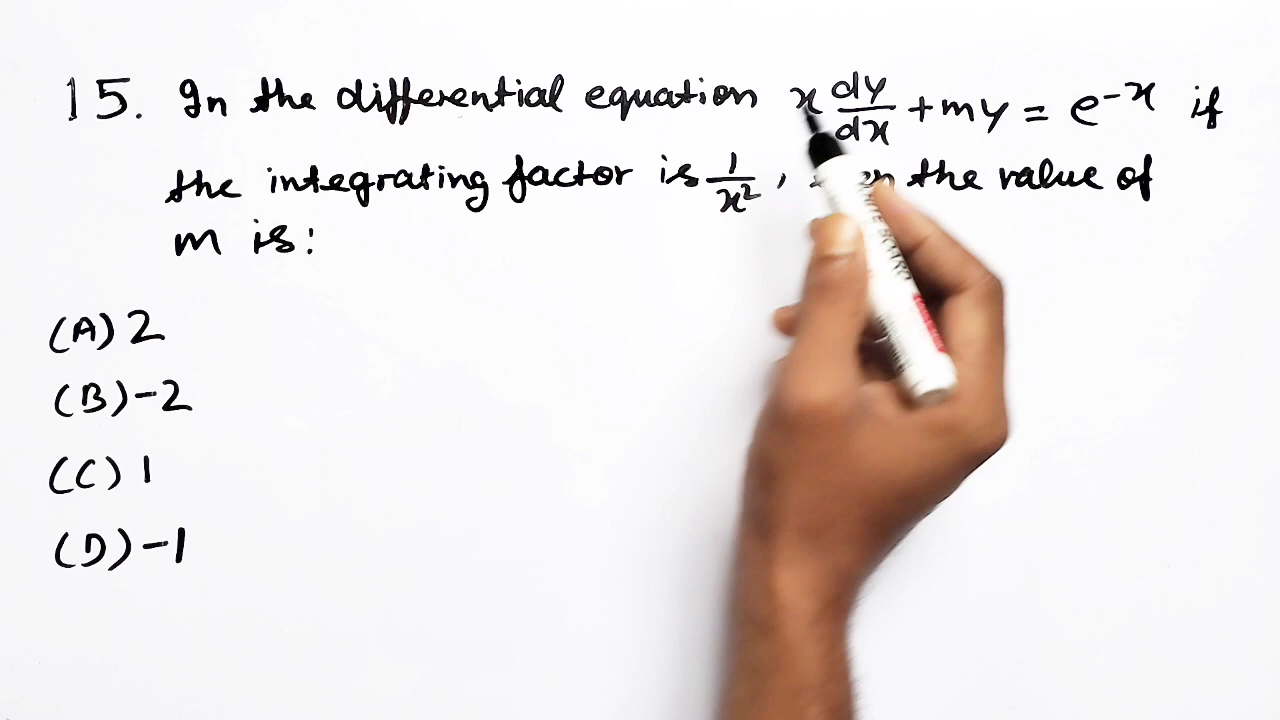 15. In the differential equation x dy/dx + my = e^-x if
the integrating factor is 1/x², the value of
m is:
(A) 2
(B) -2
(C) 1
(D) -1